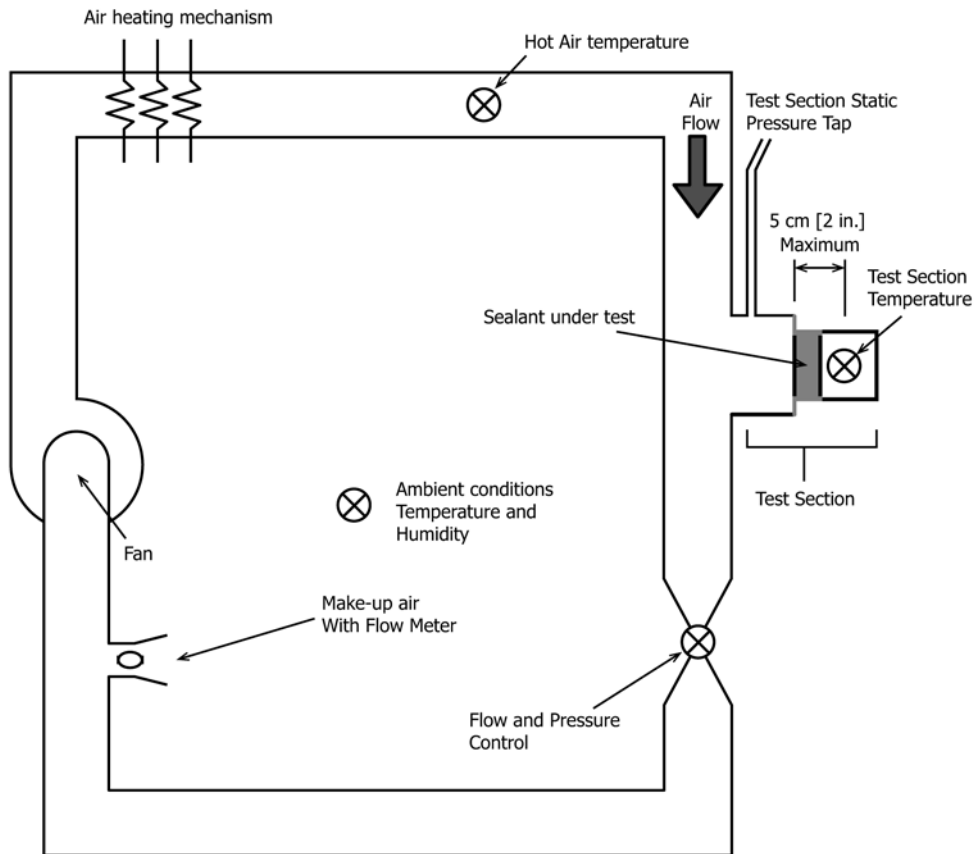 Air heating mechanism
Hot Air temperature
Air
Flow
Test Section Static
Pressure Tap
5 cm [2 in.]
Maximum
Test Section
Temperature
Sealant under test
Test Section
Ambient conditions
Temperature and
Humidity
Fan
Make-up air
With Flow Meter
Flow and Pressure
Control